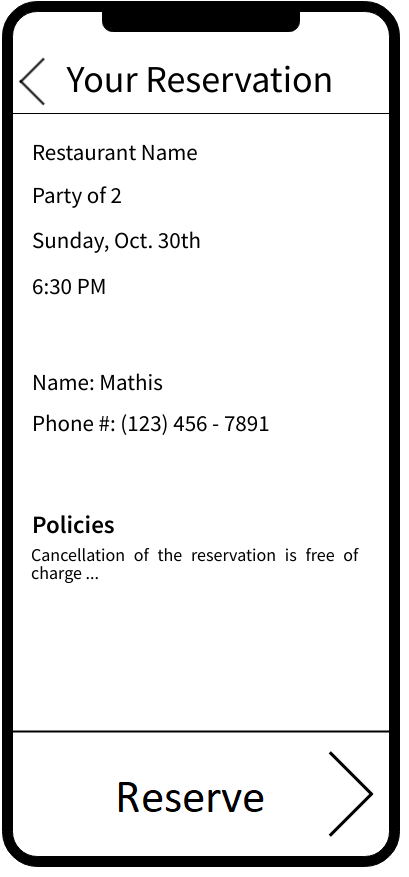 Your Reservation
Restaurant Name
Party of 2
Sunday, Oct. 30th
6:30 PM
Name: Mathis
Phone #: (123) 456 - 7891
Policies
Cancellation of the reservation is free of
charge ...
Reserve